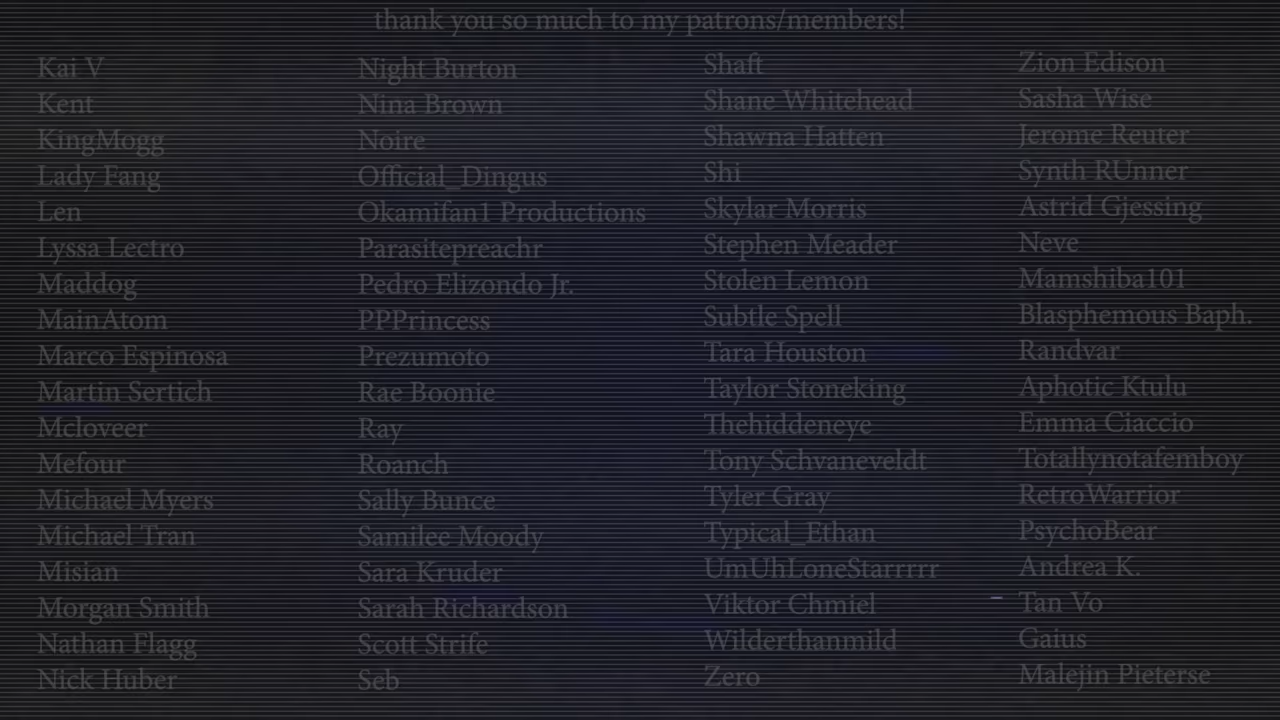 thank you so much to my patrons/members!
Kai V
Kent
KingMogg
Lady Fang
Len
Lyssa Lectro
Maddog
MainAtom
Marco Espinosa
Martin Sertich
Mcloveer
Mefour
Michael Myers
Michael Tran
Misian
Morgan Smith
Nathan Flagg
Nick Huber
Night Burton
Nina Brown
Noire
Official_Dingus
Okamifan1 Productions
Parasitepreachr
Pedro Elizondo Jr.
PPPrincess
Prezumoto
Rae Boonie
Ray
Roanch
Sally Bunce
Samilee Moody
Sara Kruder
Sarah Richardson
Scott Strife
Seb
Shaft
Shane Whitehead
Shawna Hatten
Shi
Skylar Morris
Stephen Meader
Stolen Lemon
Subtle Spell
Tara Houston
Taylor Stoneking
Thehiddeneye
Tony Schvaneveldt
Tyler Gray
Typical_Ethan
UmUhLoneStarrrrr
Viktor Chmiel
Wilderthanmild
Zero
Zion Edison
Sasha Wise
Jerome Reuter
Synth RUnner
Astrid Gjessing
Neve
Mamshiba101
Blasphemous Baph.
Randvar
Aphotic Ktulu
Emma Ciaccio
Totallynotafemboy
RetroWarrior
PsychoBear
Andrea K.
Tan Vo
Gaius
Malejin Pieterse